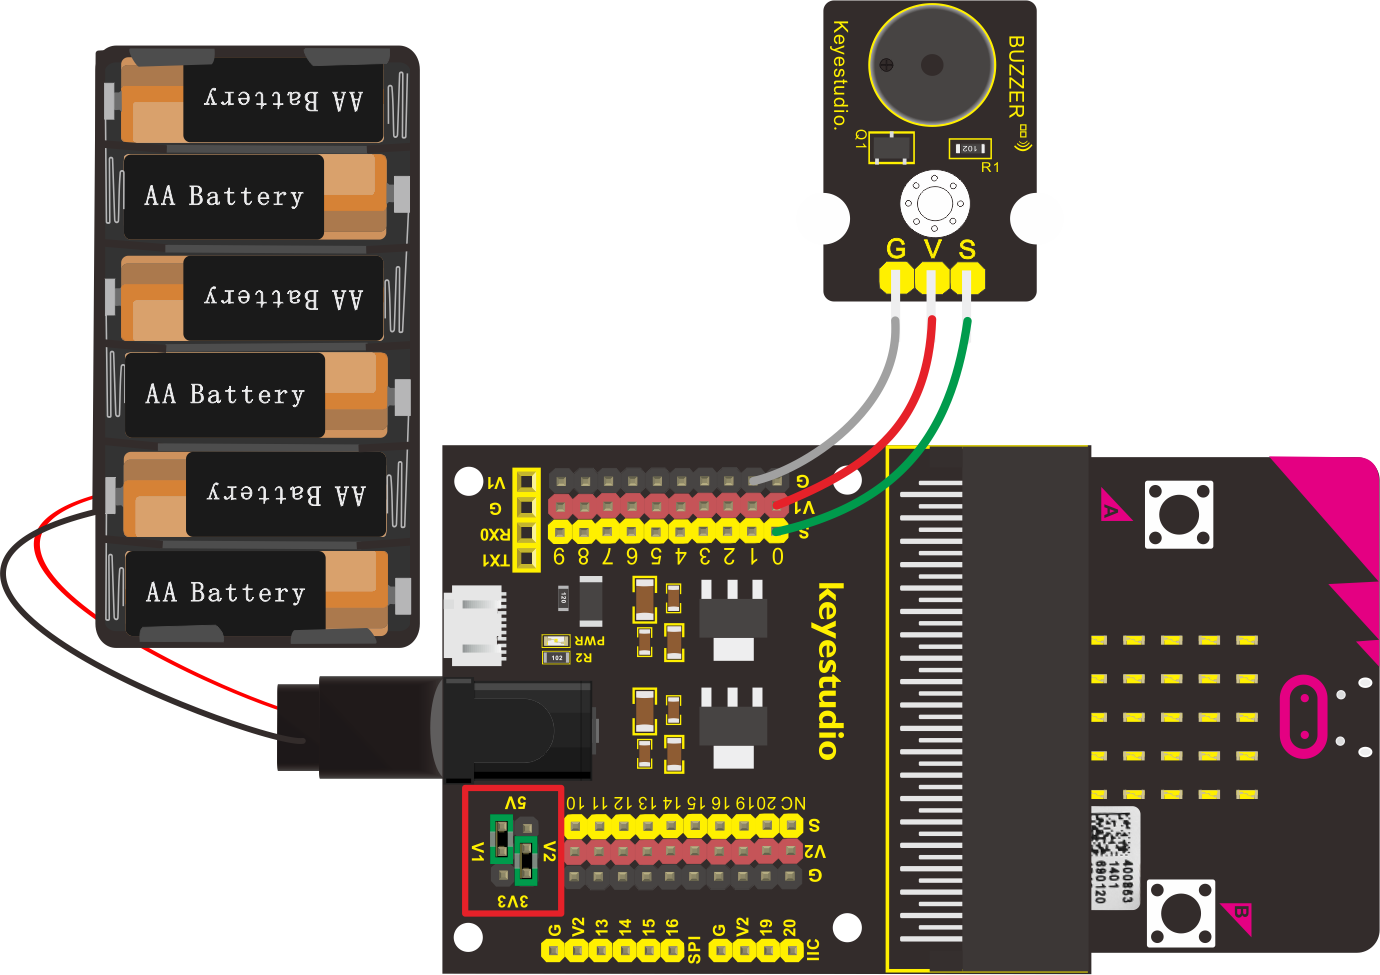 AA Battery
AA Battery
AA Battery
AA Battery
AA Battery
AA Battery
Keyestudio.
BUZZER
Q1
102
R1
G V S
V1
G
RX0
TX1
G
V1
S
9 8 7 6 5 4 3 2 1 0
120
PWR
102
R2
keyestudio
5V
V1
V2
3V3
10 11 12 13 14 15 16 19 20 NC
S
V2
G
G V2 13 14 15 16 SPI
G V2 19 20 IIC
A
B
400863
1401
690120